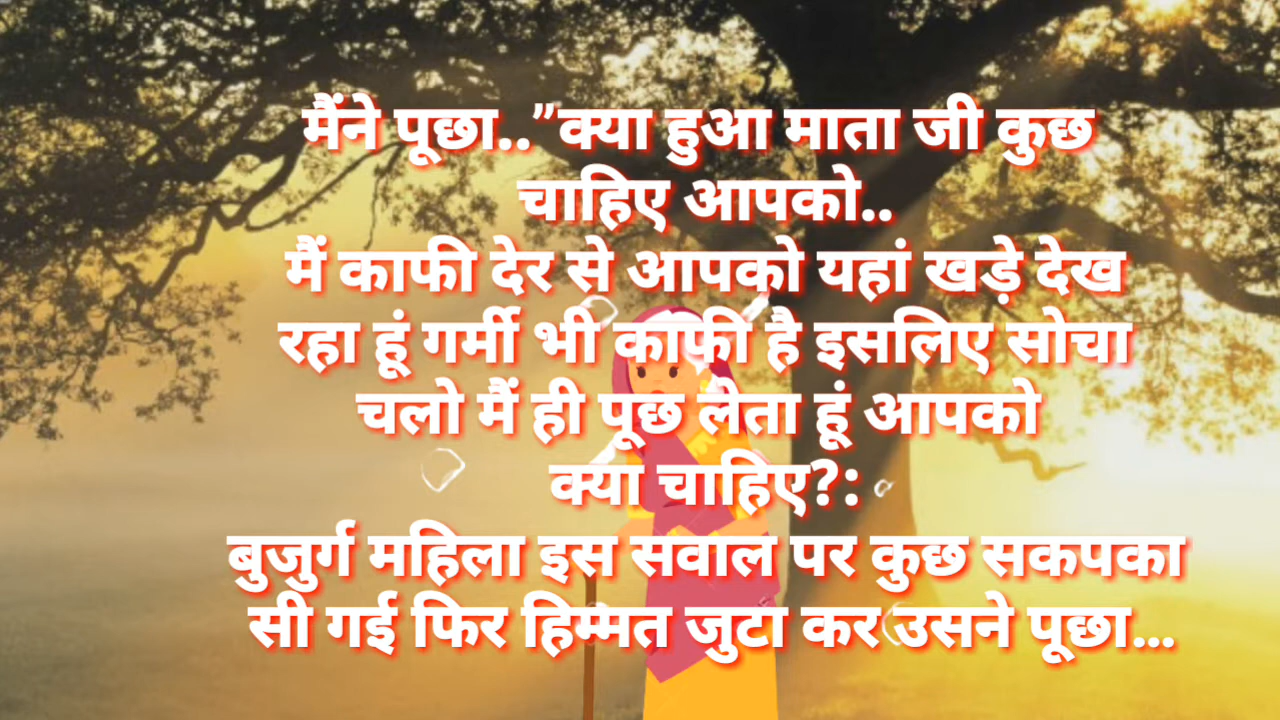 मैंने पूछा..”क्या हुआ माता जी कुछ
चाहिए आपको..
मैं काफी देर से आपको यहां खड़े देख
रहा हूं गर्मी भी काफी है इसलिए सोचा
चलो मैं ही पूछ लेता हूं आपको
क्या चाहिए?:
बुजुर्ग महिला इस सवाल पर कुछ सकपका
सी गई फिर हिम्मत जुटा कर उसने पूछा...